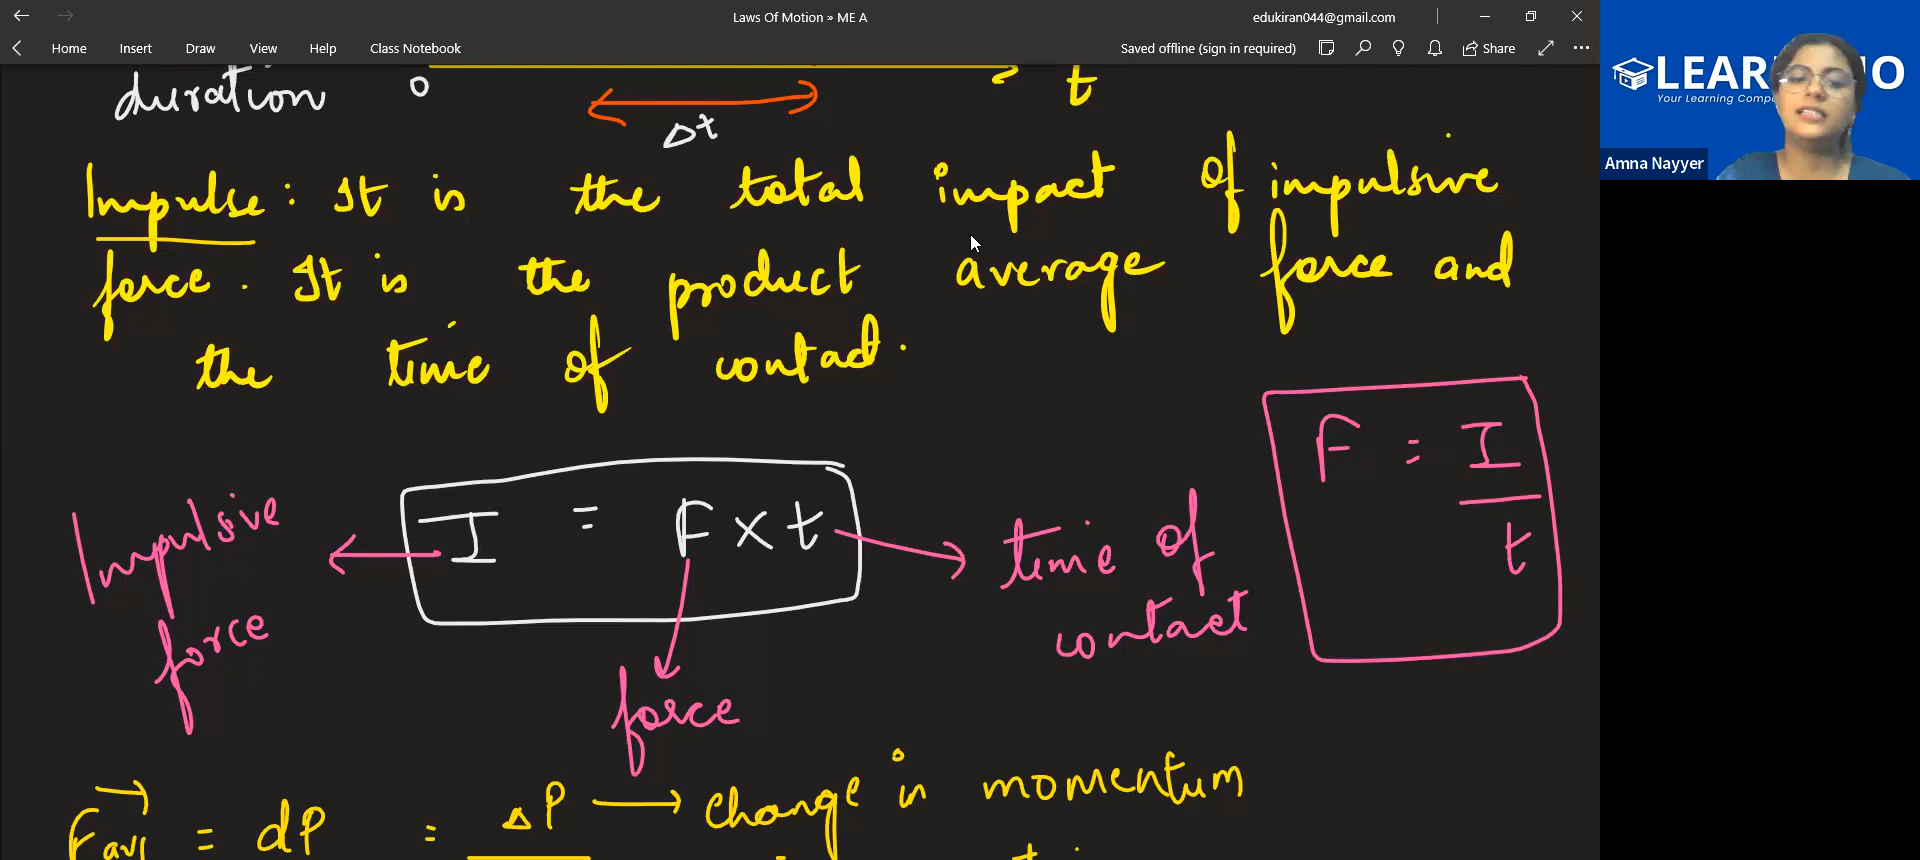 Laws Of Motion » ME A
edukiran044@gmail.com
Home Insert Draw View Help Class Notebook
Saved offline (sign in required)
Share
LEAR
O
Your Learning Comp
Amna Nayyer
duration
0
t
Δt
Impulse: It is the total impact of impulsive
force. It is the product average force and
the time of contact.
F = I
t
I = F x t
Impulsive
force
time of
contact
force
Favg = dP = ΔP → change in momentum